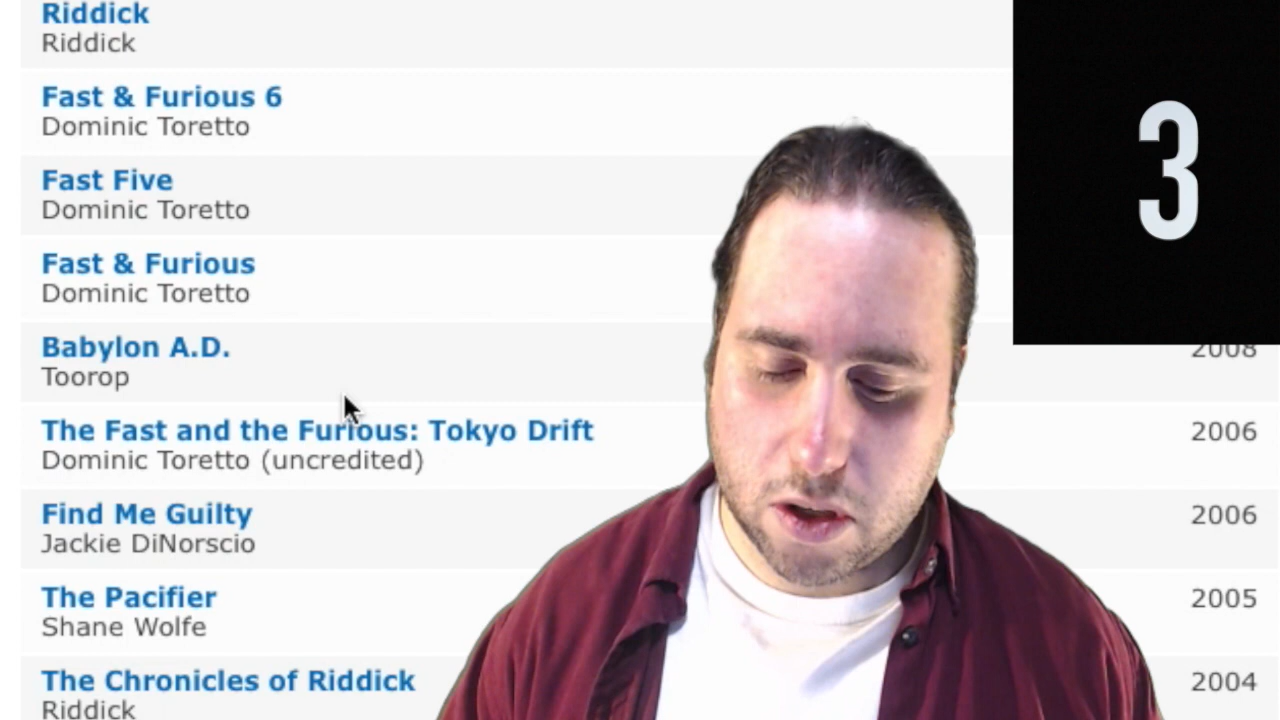 Riddick
Riddick
Fast & Furious 6
Dominic Toretto
3
Fast Five
Dominic Toretto
Fast & Furious
Dominic Toretto
Babylon A.D.
2008
Toorop
The Fast and the Furious: Tokyo Drift
2006
Dominic Toretto (uncredited)
Find Me Guilty
2006
Jackie DiNorscio
The Pacifier
2005
Shane Wolfe
The Chronicles of Riddick
2004
Riddick